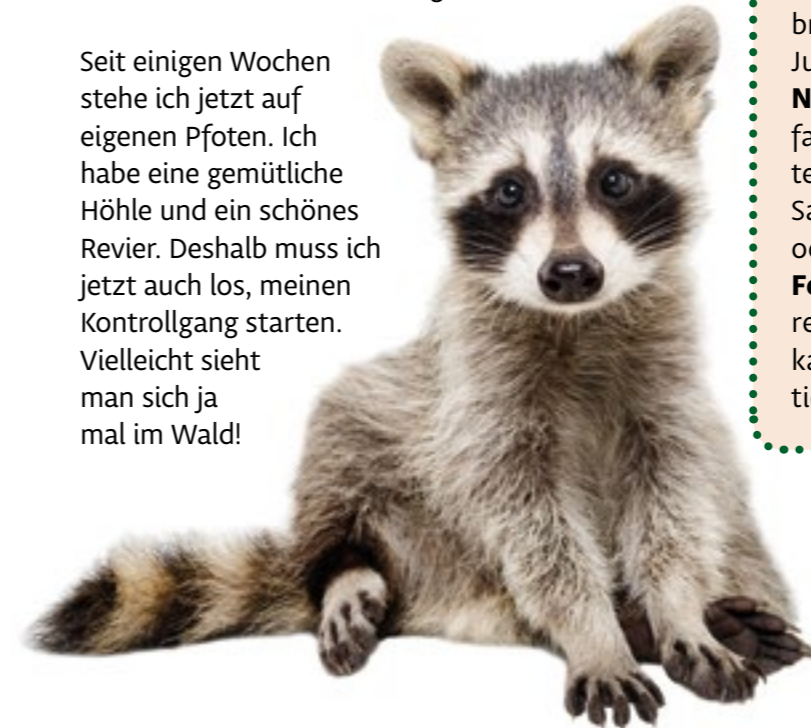 Seit einigen Wochen
stehe ich jetzt auf
eigenen Pfoten. Ich
habe eine gemütliche
Höhle und ein schönes
Revier. Deshalb muss ich
jetzt auch los, meinen
Kontrollgang starten.
Vielleicht sieht
man sich ja
mal im Wald!